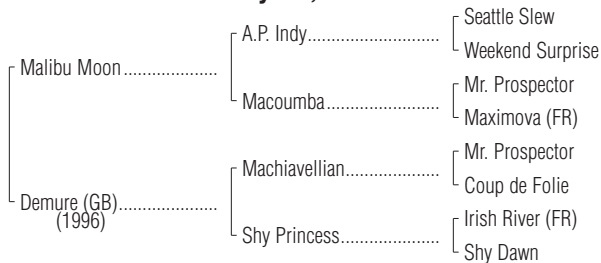 Seattle Slew
A.P. Indy........................
Weekend Surprise
Malibu Moon....................
Mr. Prospector
Macoumba........................
Maximova (FR)
Mr. Prospector
Machiavellian........................
Coup de Folie
Demure (GB)....................
(1996)
Irish River (FR)
Shy Princess........................
Shy Dawn